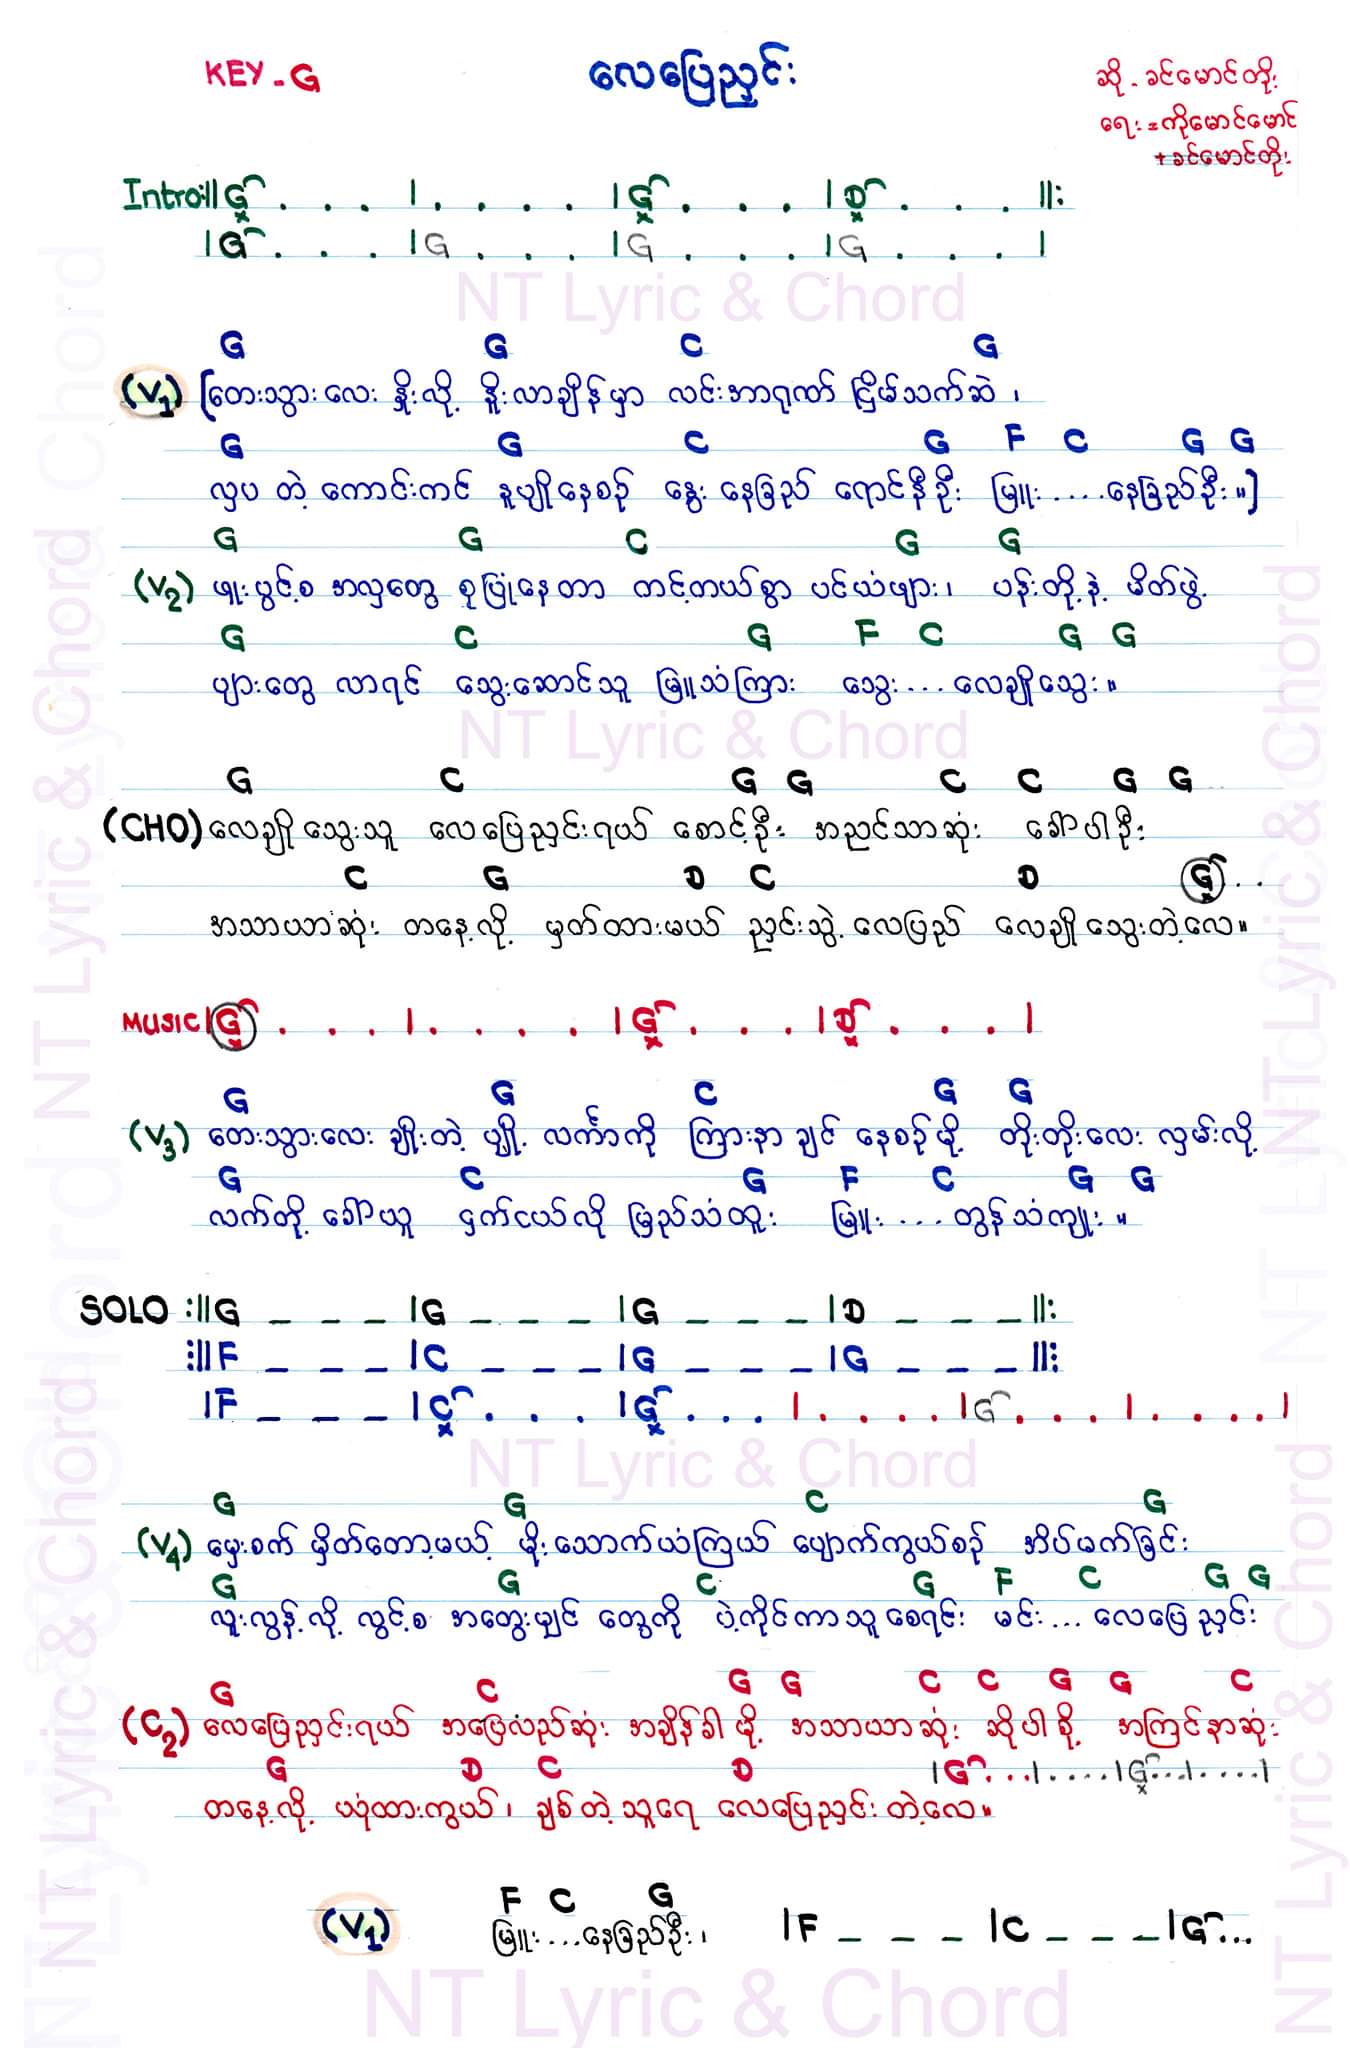 KEY - G
လေပြေညှင်း
ဆို - ခင်မောင်တိုး
ရေး = ကိုမောင်မောင်
+ ခင်မောင်တိုး
Intro :|| G . . . | . . . . | G . . . | D . . . ||:
| G . . . | G . . . | G . . . | G . . . |
NT Lyric & Chord
G G C G
(V1) [တေးသွားလေး နှိုးလို့ နိုးလာချိန်မှာ လင်းအာရုဏ် ငြိမ်သက်ဆဲ ၊
G G C G F C G G
လှပ တဲ့ ကောင်းကင် နူပျိုနေစဉ် နွေး နေခြည် ရောင်နီဦး မြူး .... နေခြည်ဦး ။]
G G C G G
(V2) ဖူးပွင့်စ အလှတွေ စုပြုံနေတာ တင့်တယ်စွာ ပင်ယံဖျား ၊ ပန်းတို့နဲ့ မိတ်ဖွဲ့
G C G F C G G
ပျားတွေ လာရင် သွေးဆောင်သူ မြူသံကြား သွေး ... လေချိုသွေး ။
NT Lyric & Chord
G C G G C C G G
(CHO) လေချိုသွေးသူ လေပြေညှင်းရယ် စောင့်ဦး အညင်သာဆုံး ခေါ်ပါဦး
C G D C D G ..
အသာယာဆုံး တနေ့လို့ မှတ်ထားမယ် ညှင်းသွဲ့ လေပြည် လေချိုသွေးတဲ့လေ ။
MUSIC | G . . . | . . . . | G . . . | D . . . |
G G C G G
(V3) တေးသွားလေး ချိုးတဲ့ ပျို့ လင်္ကာကို ကြားနာ ချင် နေစဉ်မို့ တိုးတိုးလေး လှမ်းလို့
G C G F C G G
လက်တို့ ခေါ်ယူ ငှက်ငယ်လို မြည်သံထူး မြူး . ... တွန်သံကျူး ။
SOLO :|| G _ _ _ | G _ _ _ | G _ _ _ | D _ _ _ ||:
:|| F _ _ _ | C _ _ _ | G _ _ _ | G _ _ _ ||:
| F _ _ _ | C . . . | G . . . | . . . . | G . . . | . . . . |
NT Lyric & Chord
G G C G
(V4) မှေးစက် မှိတ်တော့မယ့် မိုးသောက်ယံကြယ် ပျောက်ကွယ်စဉ် အိပ်မက်ခြင်း
G G C G F C G G
လူးလွန့်လို့ လွင့်စ အတွေးမျှင် တွေကို ပဲ့ကိုင်ကာသူစေရင်း မင်း ... လေပြေ ညှင်း
G C G G C C G G C
(C2) လေပြေညှင်းရယ် အပြေလည်ဆုံး အချိန်ခါ မို့ အသာယာဆုံး ဆိုပါစို့ အကြင်နာဆုံး
G D C D | G ... | .... | G ... | .... |
တနေ့လို့ ယုံထားကွယ် ၊ ချစ်တဲ့သူရေ လေပြေညှင်းတဲ့လေ ။
F C G
(V1) မြူး ... နေခြည်ဦး ၊ | F _ _ _ | C _ _ _ | G ...
NT Lyric & Chord